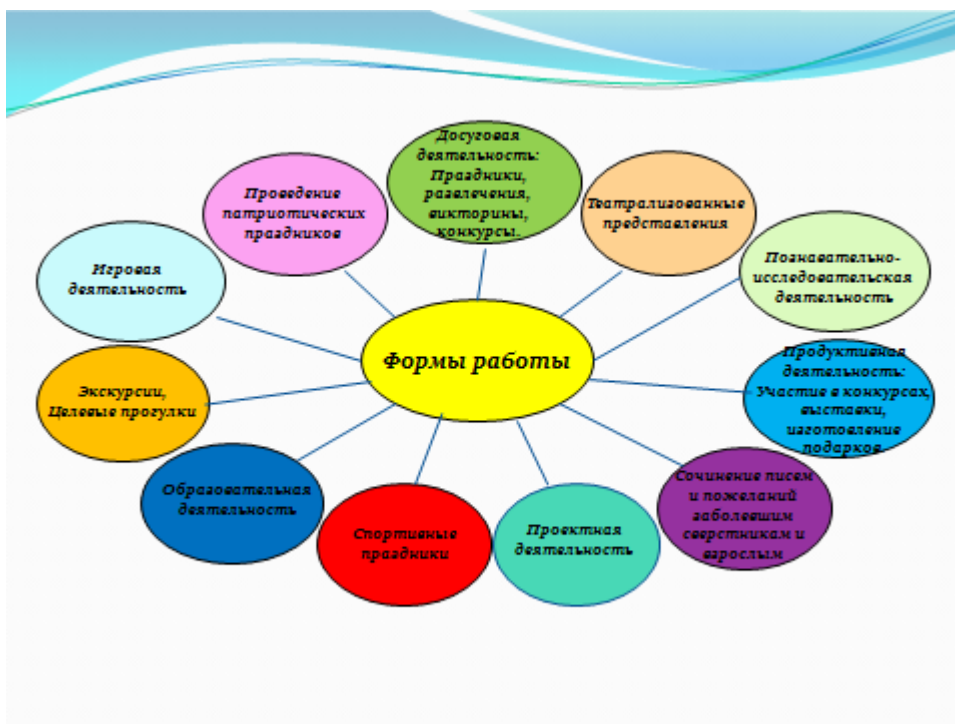 Досуговая
деятельность:
Праздники,
развлечения,
викторины,
конкурсы.
Проведение
патриотических
праздников
Театрализованные
представления
Игровая
деятельность
Познавательно-
исследовательская
деятельность
Формы работы
Экскурсии,
Целевые прогулки
Продуктивная
деятельность:
Участие в конкурсах,
выставки,
изготовление
подарков.
Образовательная
деятельность
Спортивные
праздники
Проектная
деятельность
Сочинение писем
и пожеланий
заболевшим
сверстникам и
взрослым